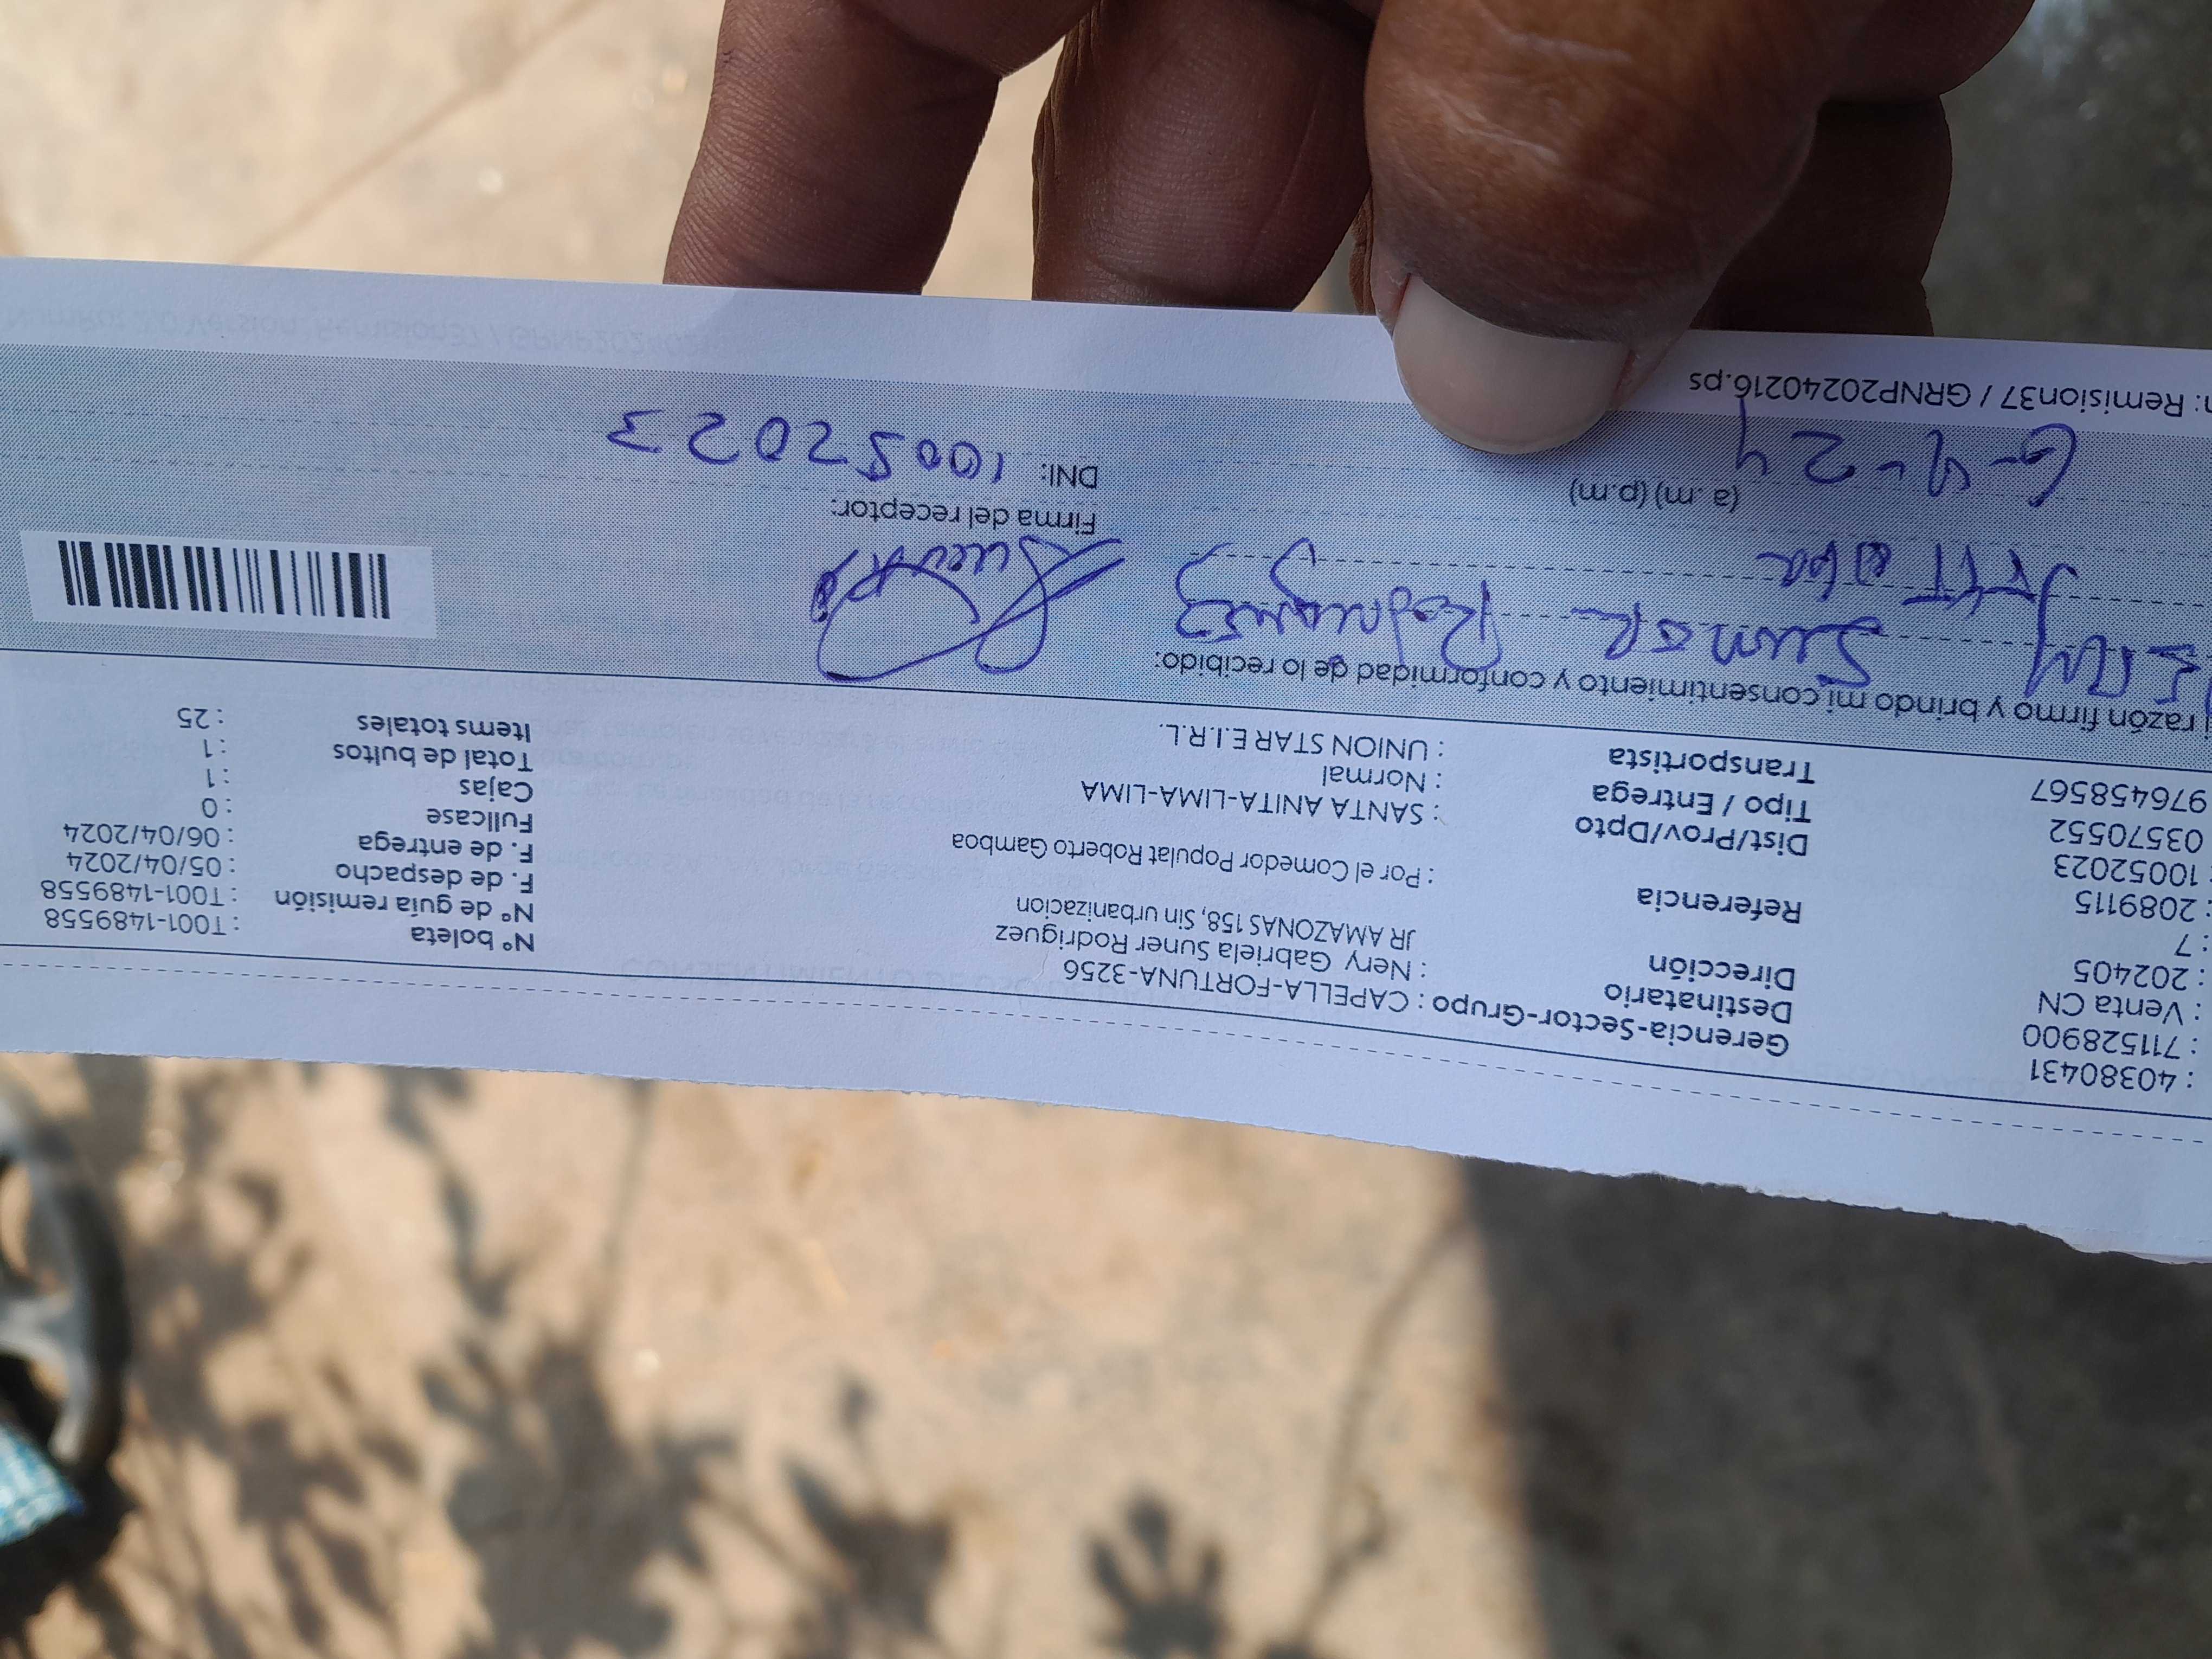 : 40380431
: 711528900
: Venta CN
: 202405
: 7
: 2089115
: 10052023
03570552
976458567
Gerencia-Sector-Grupo : CAPELLA-FORTUNA-3256
Destinatario : Nery Gabriela Suner Rodriguez
Dirección JR AMAZONAS 158, Sin urbanizacion
Referencia : Por el Comedor Populat Roberto Gamboa
Dist/Prov/Dpto : SANTA ANITA-LIMA-LIMA
Tipo / Entrega : Normal
Transportista : UNION STAR E.I.R.L.
N° boleta : T001-1489558
N° de guía remisión : T001-1489558
F. de despacho : 05/04/2024
F. de entrega : 06/04/2024
Fullcase : 0
Cajas : 1
Total de bultos : 1
Items totales : 25
razón firmo y brindo mi consentimiento y conformidad de lo recibido:
Rodriguez
Firma del receptor:
(a.m) (p.m)
DNI: 10052023
6-4-24
: Remision37 / GRNP20240216.ps